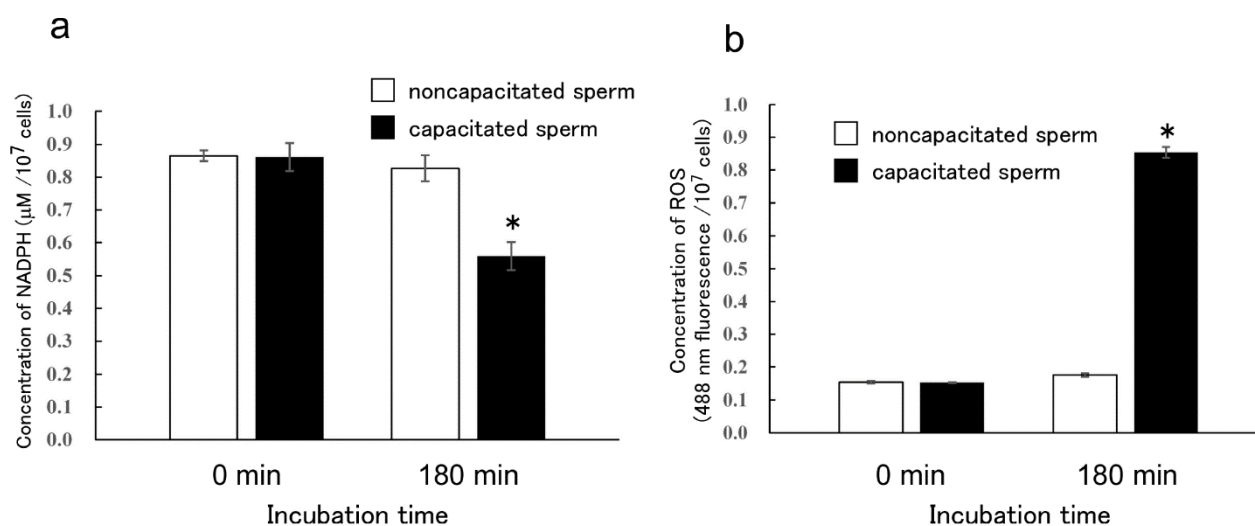 a
noncapacitated sperm
capacitated sperm
Concentration of NADPH (μM /10⁷ cells)
1.0
0.9
0.8
0.7
0.6
0.5
0.4
0.3
0.2
0.1
0.0
*
0 min 180 min
Incubation time
b
noncapacitated sperm
capacitated sperm
Concentration of ROS
(488 nm fluorescence /10⁷ cells)
1.0
0.9
0.8
0.7
0.6
0.5
0.4
0.3
0.2
0.1
0.0
*
0 min 180 min
Incubation time